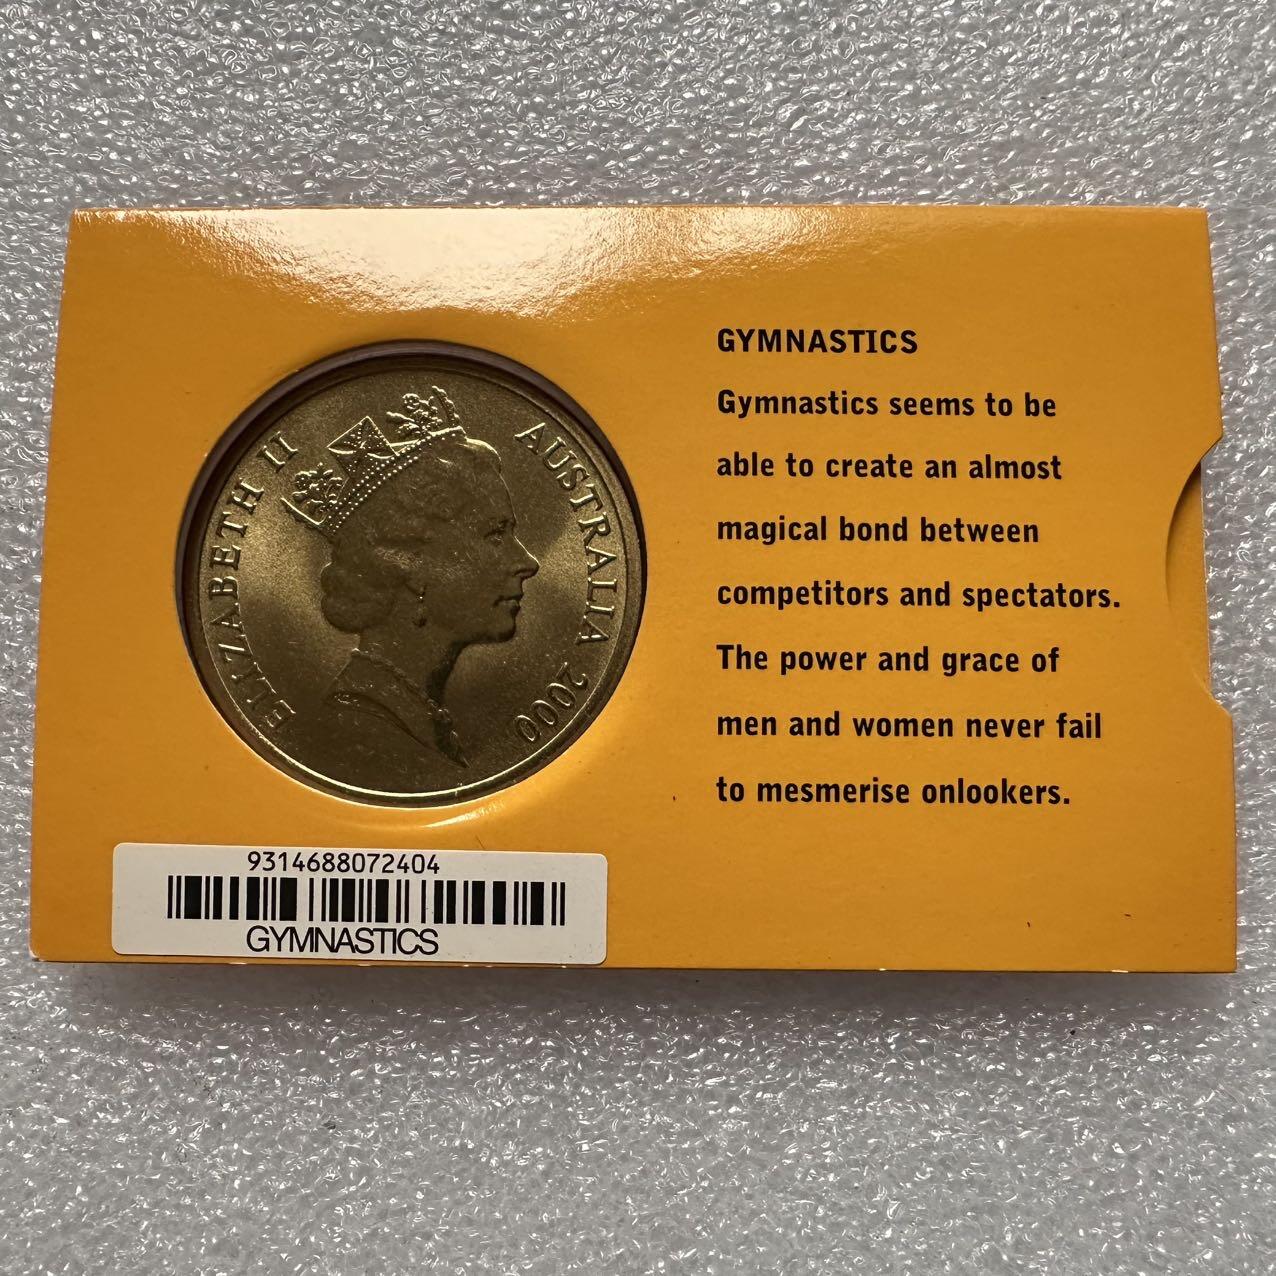 ELIZABETH II
AUSTRALIA 2000
GYMNASTICS
Gymnastics seems to be
able to create an almost
magical bond between
competitors and spectators.
The power and grace of
men and women never fail
to mesmerise onlookers.
9314688072404
GYMNASTICS